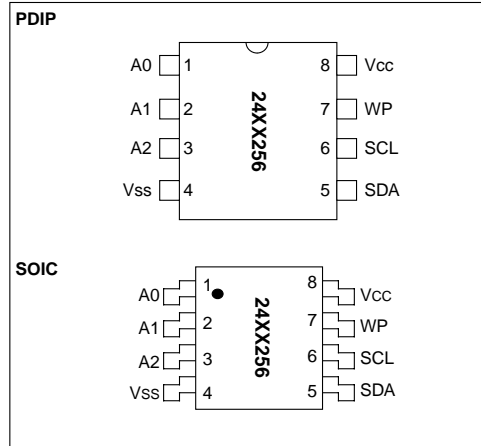 PDIP
A0 1 8 Vcc
A1 2 7 WP
A2 3 6 SCL
Vss 4 5 SDA
24XX256
SOIC
A0 1 8 VCC
A1 2 7 WP
A2 3 6 SCL
VSS 4 5 SDA
24XX256